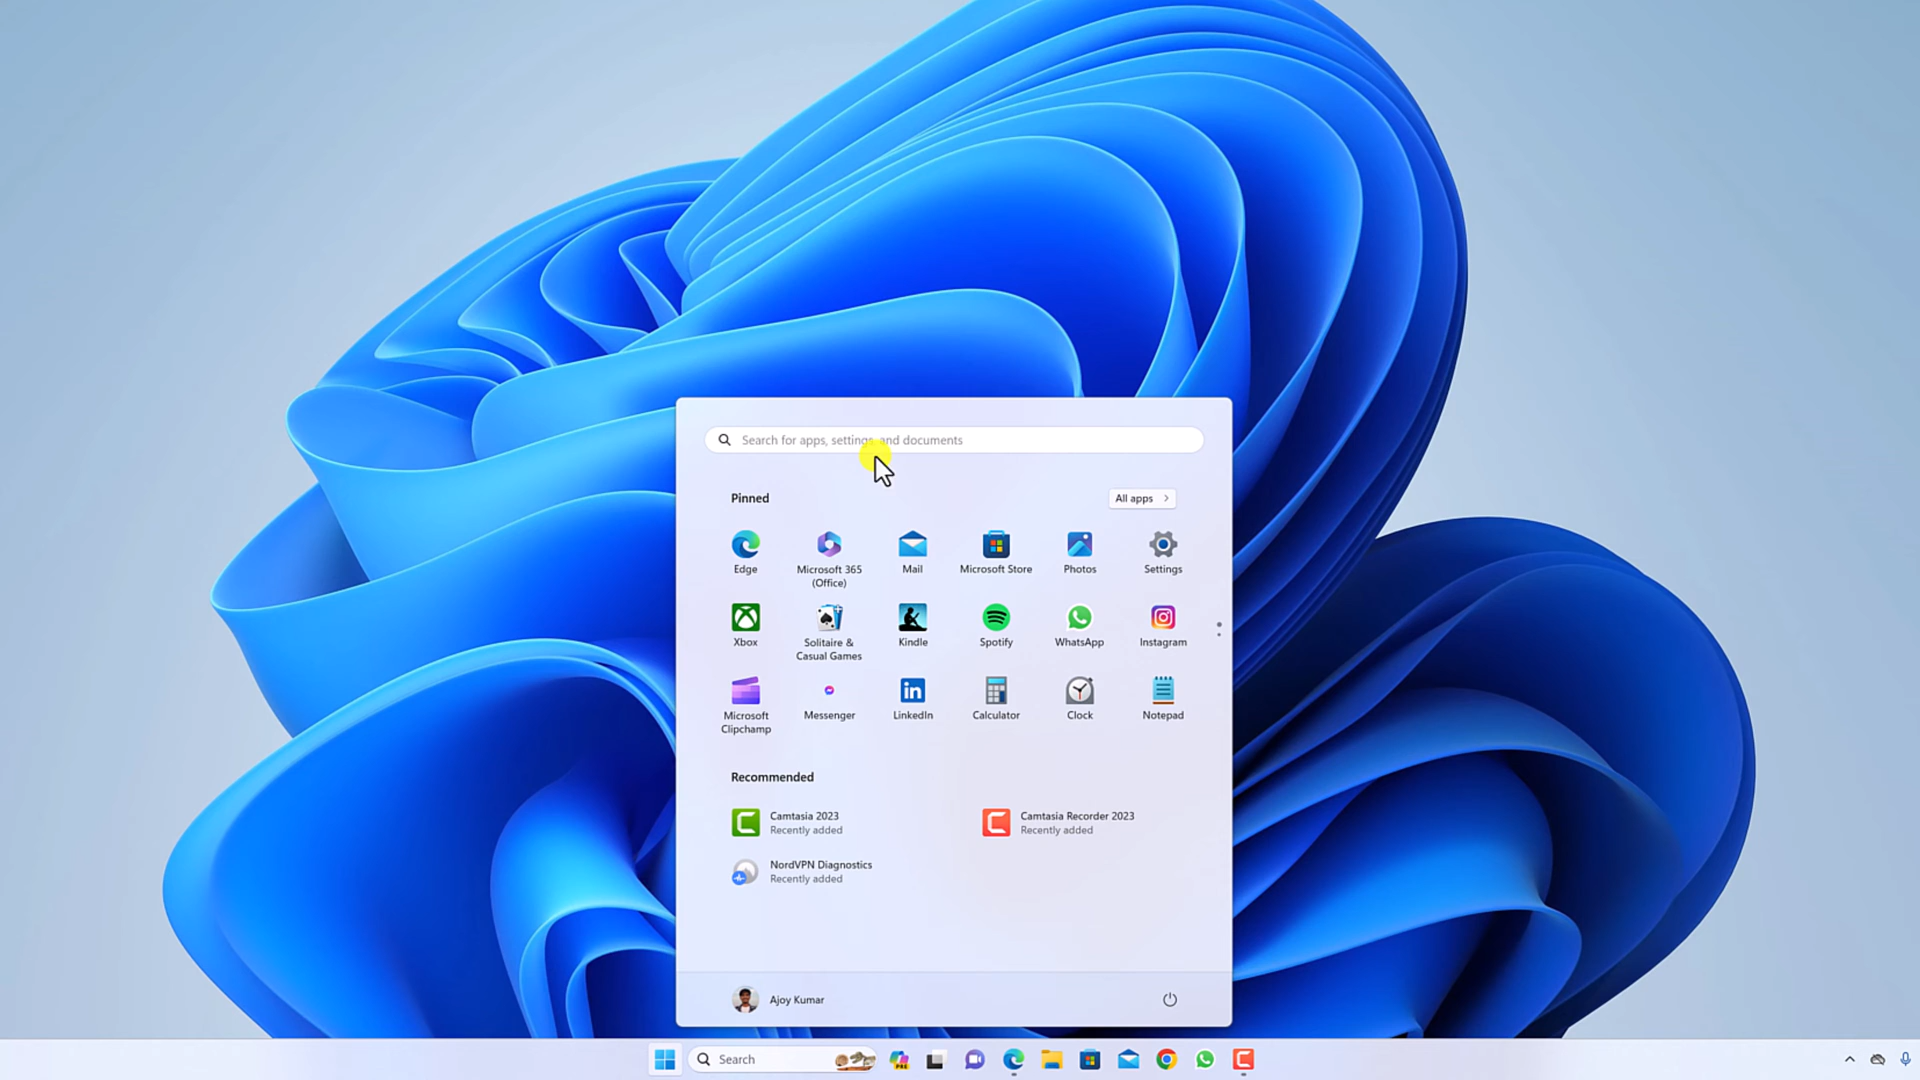 Search for apps, settings, and documents
Pinned
All apps
Edge
Microsoft 365
(Office)
Mail
Microsoft Store
Photos
Settings
Xbox
Solitaire &
Casual Games
Kindle
Spotify
WhatsApp
Instagram
Microsoft
Clipchamp
Messenger
LinkedIn
Calculator
Clock
Notepad
Recommended
Camtasia 2023
Recently added
Camtasia Recorder 2023
Recently added
NordVPN Diagnostics
Recently added
Ajoy Kumar
Search
PRE